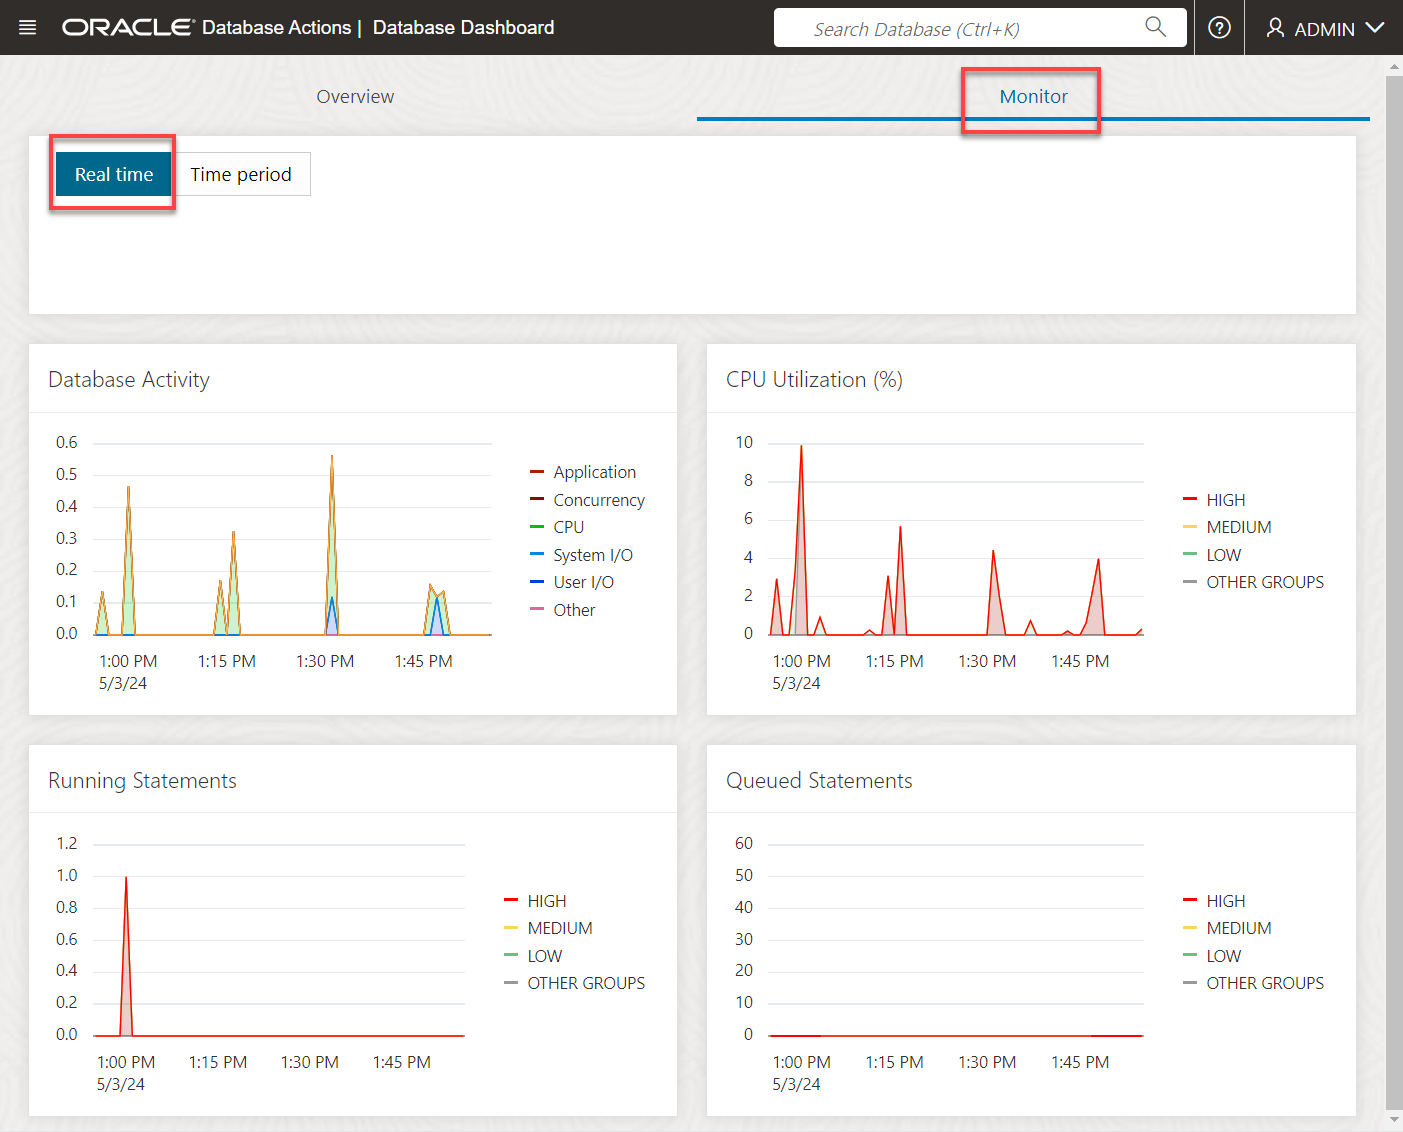 ORACLE® Database Actions | Database Dashboard
Search Database (Ctrl+K)
ADMIN
Overview
Monitor
Real time
Time period
Database Activity
0.6
0.5
0.4
0.3
0.2
0.1
0.0
1:00 PM 1:15 PM 1:30 PM 1:45 PM
5/3/24
Application
Concurrency
CPU
System I/O
User I/O
Other
CPU Utilization (%)
10
8
6
4
2
0
1:00 PM 1:15 PM 1:30 PM 1:45 PM
5/3/24
HIGH
MEDIUM
LOW
OTHER GROUPS
Running Statements
1.2
1.0
0.8
0.6
0.4
0.2
0.0
1:00 PM 1:15 PM 1:30 PM 1:45 PM
5/3/24
HIGH
MEDIUM
LOW
OTHER GROUPS
Queued Statements
60
50
40
30
20
10
0
1:00 PM 1:15 PM 1:30 PM 1:45 PM
5/3/24
HIGH
MEDIUM
LOW
OTHER GROUPS